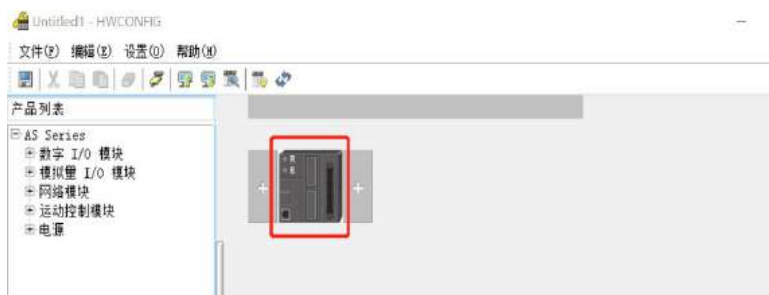 Untitled1 - HWCONFIG
文件(F) 编辑(E) 设置(O) 帮助(H)
产品列表
AS Series
数字 I/O 模块
模拟量 I/O 模块
网络模块
运动控制模块
电源